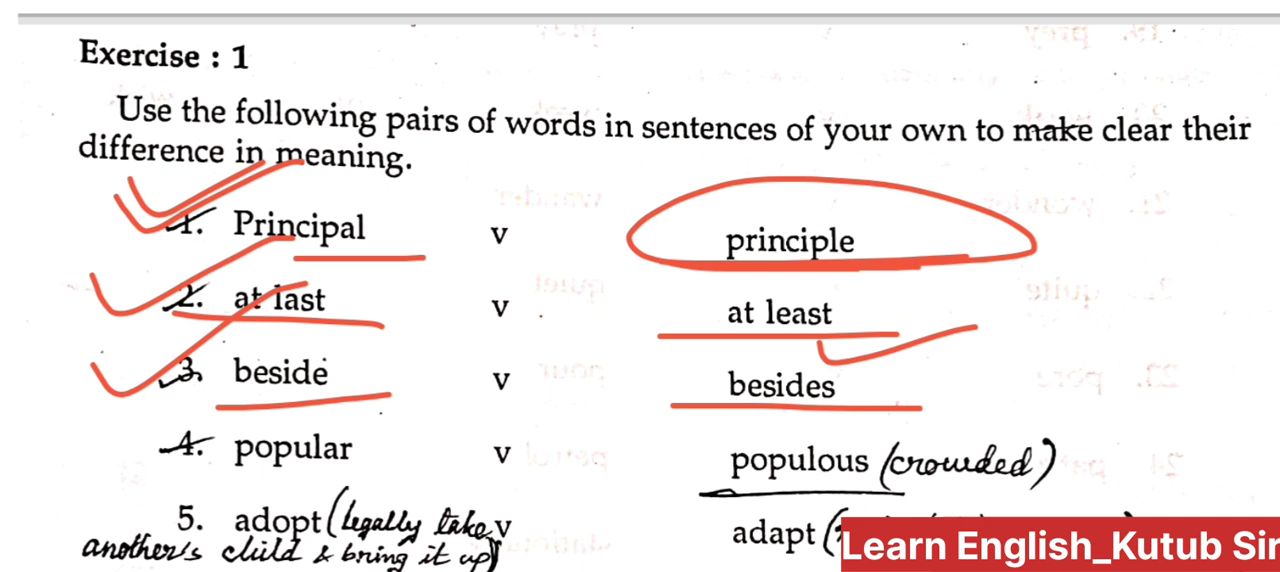 Exercise : 1
Use the following pairs of words in sentences of your own to make clear their
difference in meaning.
1. Principal v principle
2. at last v at least
3. beside v besides
4. popular v populous (crowded)
5. adopt (legally take v adapt (
another's child & bring it up)
Learn English_Kutub Sir